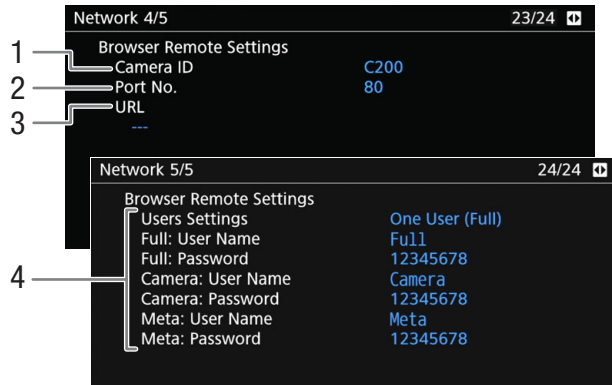 Network 4/5 23/24
Browser Remote Settings
1 Camera ID C200
2 Port No. 80
3 URL
---
Network 5/5 24/24
Browser Remote Settings
Users Settings One User (Full)
Full: User Name Full
Full: Password 12345678
4 Camera: User Name Camera
Camera: Password 12345678
Meta: User Name Meta
Meta: Password 12345678